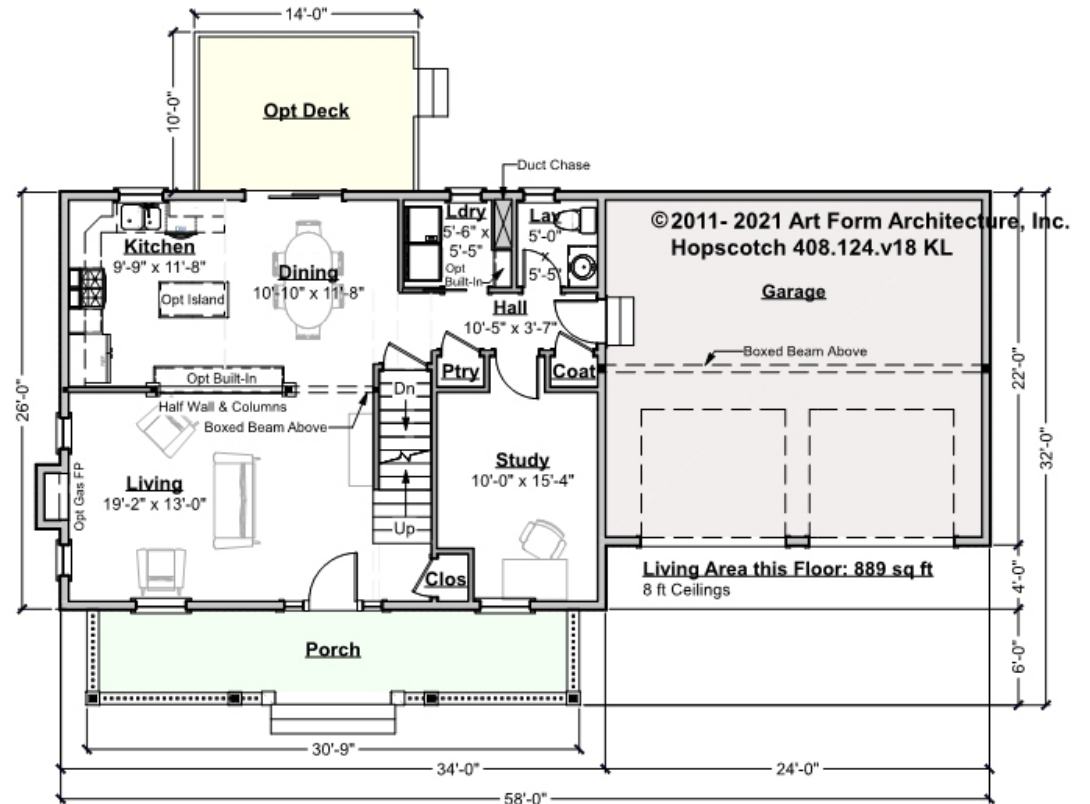 14'-0"
10'-0"
Opt Deck
Duct Chase
Kitchen
9'-9" x 11'-8"
Opt Island
Dining
10'-10" x 11'-8"
Ldry
5'-6" x
5'-5"
Opt
Built-In
Lav
5'-0"
x
5'-5"
©2011- 2021 Art Form Architecture, Inc.
Hopscotch 408.124.v18 KL
Garage
Hall
10'-5" x 3'-7"
Boxed Beam Above
Ptry
Coat
Opt Built-In
Half Wall & Columns
Boxed Beam Above
Dn
Up
26'-0"
22'-0"
32'-0"
Opt Gas FP
Living
19'-2" x 13'-0"
Study
10'-0" x 15'-4"
Clos
Living Area this Floor: 889 sq ft
8 ft Ceilings
4'-0"
6'-0"
Porch
30'-9"
34'-0"
24'-0"
58'-0"